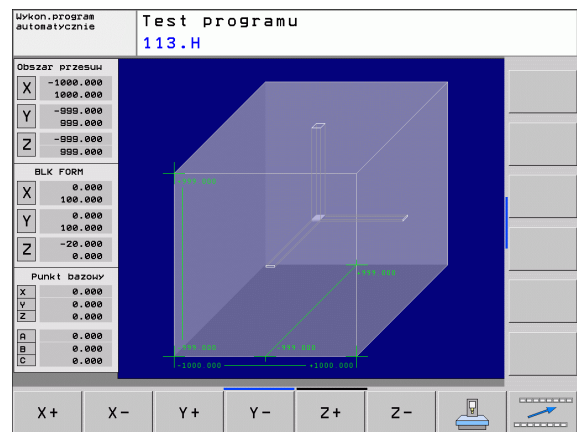 Wykon.program
automatycznie
Test programu
113.H
Obszar przesuw
X -1000.000
1000.000
Y -999.000
999.000
Z -999.000
999.000
BLK FORM
X 0.000
100.000
Y 0.000
100.000
Z -20.000
0.000
Punkt bazowy
X 0.000
Y 0.000
Z 0.000
A 0.000
B 0.000
C 0.000
-999.000
+999.000
-999.000
-999.000
-1000.000
+1000.000
X+ X- Y+ Y- Z+ Z-